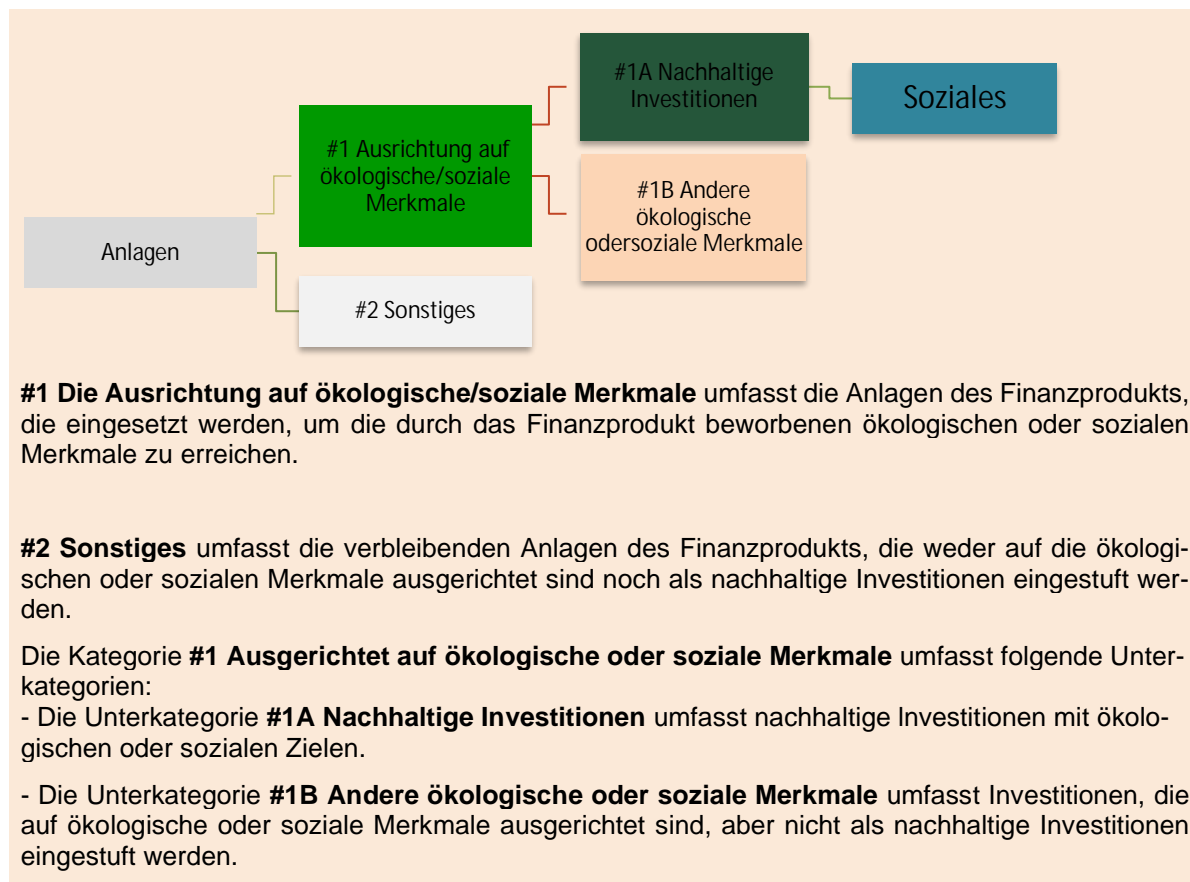 #1A Nachhaltige
Investitionen
Soziales
#1 Ausrichtung auf
ökologische/soziale
Merkmale
#1B Andere
ökologische
odersoziale Merkmale
Anlagen
#2 Sonstiges
#1 Die Ausrichtung auf ökologische/soziale Merkmale umfasst die Anlagen des Finanzprodukts,
die eingesetzt werden, um die durch das Finanzprodukt beworbenen ökologischen oder sozialen
Merkmale zu erreichen.
#2 Sonstiges umfasst die verbleibenden Anlagen des Finanzprodukts, die weder auf die ökologi-
schen oder sozialen Merkmale ausgerichtet sind noch als nachhaltige Investitionen eingestuft wer-
den.
Die Kategorie #1 Ausgerichtet auf ökologische oder soziale Merkmale umfasst folgende Unter-
kategorien:
- Die Unterkategorie #1A Nachhaltige Investitionen umfasst nachhaltige Investitionen mit ökolo-
gischen oder sozialen Zielen.
- Die Unterkategorie #1B Andere ökologische oder soziale Merkmale umfasst Investitionen, die
auf ökologische oder soziale Merkmale ausgerichtet sind, aber nicht als nachhaltige Investitionen
eingestuft werden.